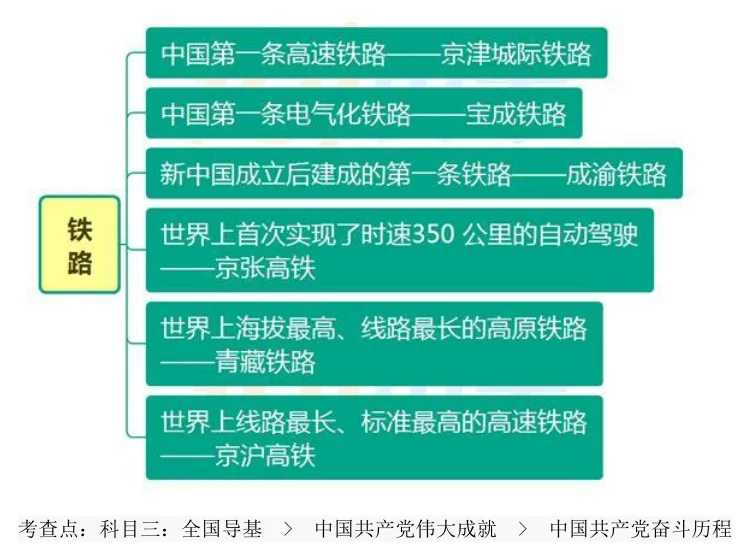 铁
路
中国第一条高速铁路——京津城际铁路
中国第一条电气化铁路——宝成铁路
新中国成立后建成的第一条铁路——成渝铁路
世界上首次实现了时速350 公里的自动驾驶
——京张高铁
世界上海拔最高、线路最长的高原铁路
——青藏铁路
世界上线路最长、标准最高的高速铁路
——京沪高铁
考查点：科目三：全国导基 > 中国共产党伟大成就 > 中国共产党奋斗历程